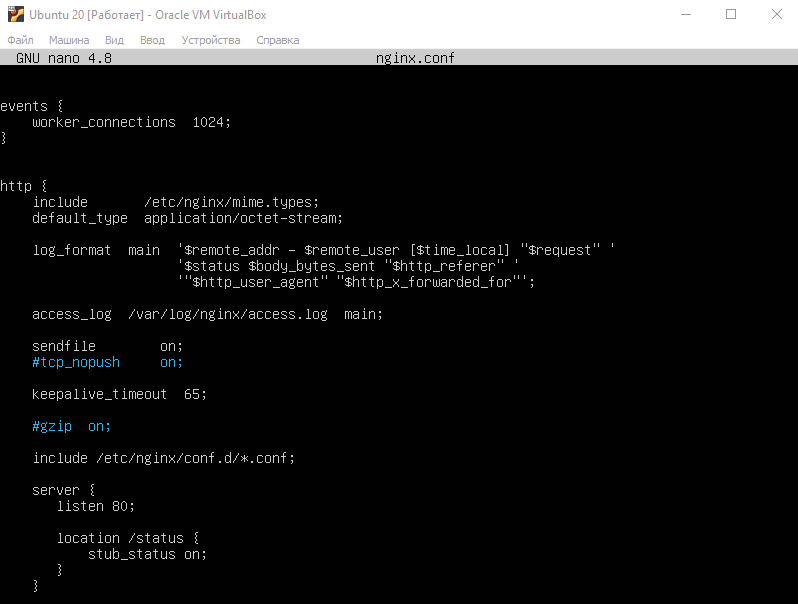 Ubuntu 20 [Работает] - Oracle VM VirtualBox
Файл Машина Вид Ввод Устройства Справка
GNU nano 4.8 nginx.conf
events {
    worker_connections  1024;
}
http {
    include       /etc/nginx/mime.types;
    default_type  application/octet-stream;
    log_format  main  '$remote_addr - $remote_user [$time_local] "$request" '
                      '$status $body_bytes_sent "$http_referer" '
                      '"$http_user_agent" "$http_x_forwarded_for"';
    access_log  /var/log/nginx/access.log  main;
    sendfile        on;
    #tcp_nopush     on;
    keepalive_timeout  65;
    #gzip  on;
    include /etc/nginx/conf.d/*.conf;
    server {
       listen 80;
       location /status {
           stub_status on;
       }
    }